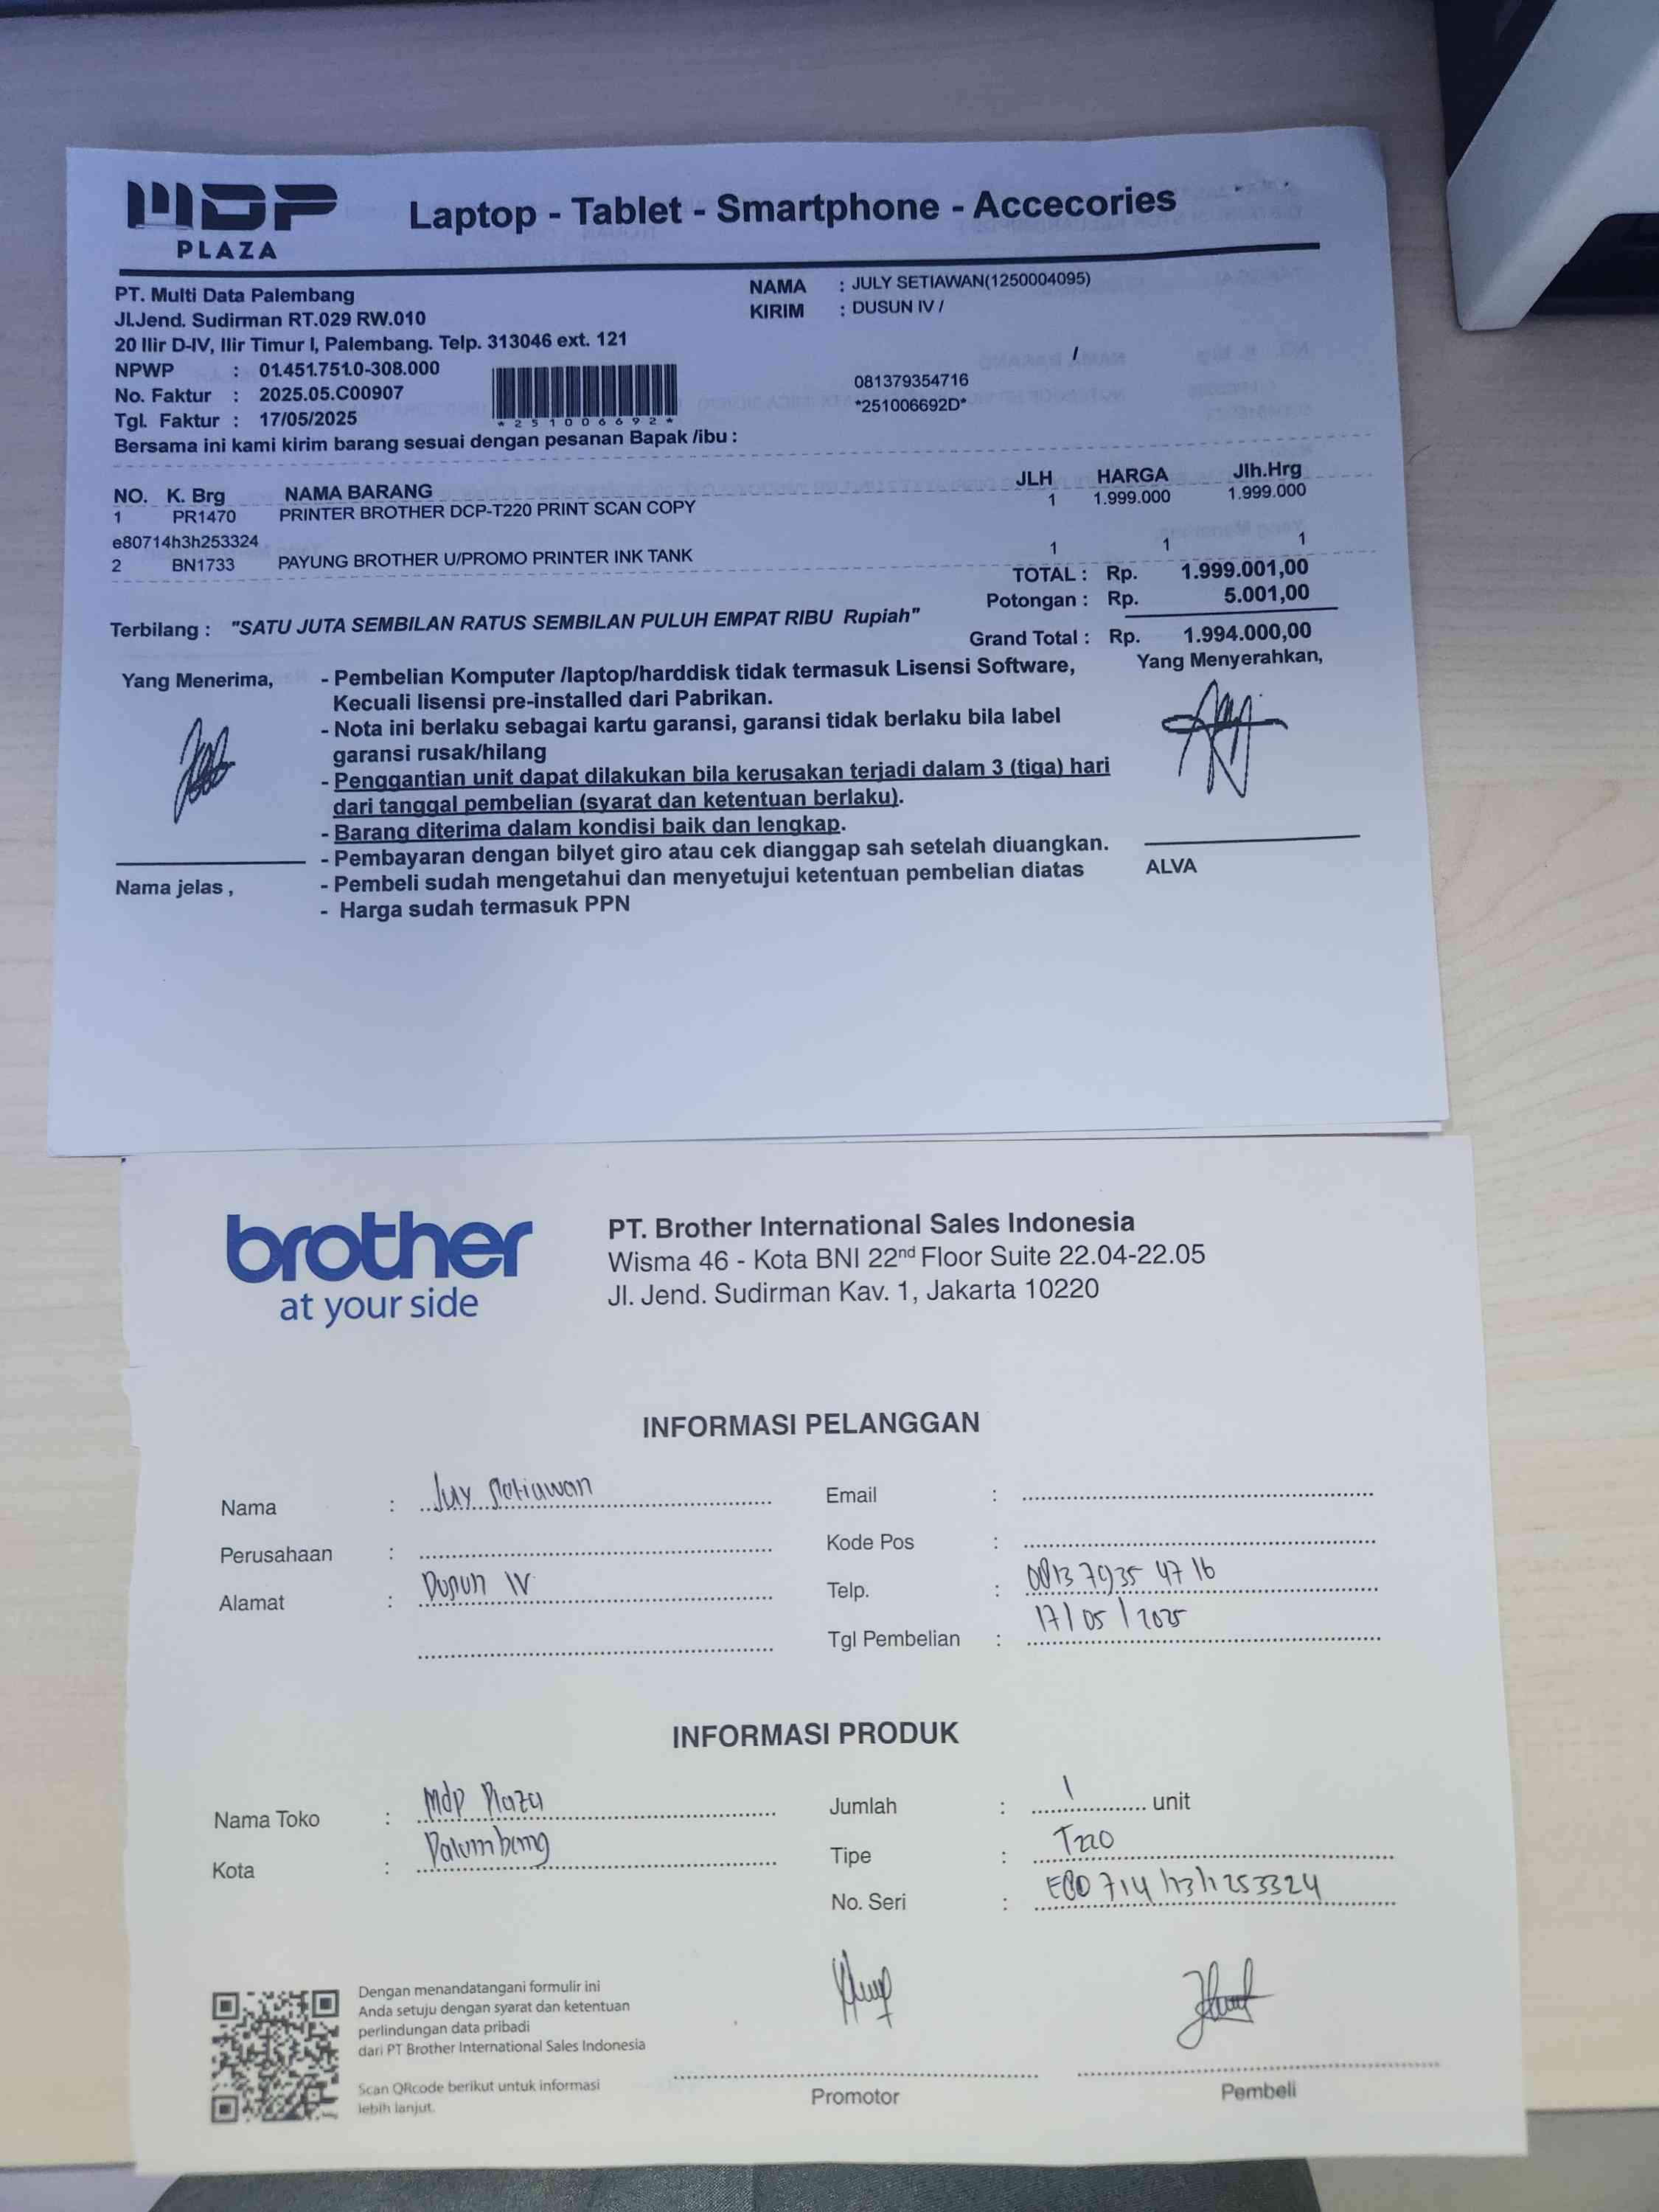 MDP
PLAZA
Laptop - Tablet - Smartphone - Accecories
PT. Multi Data Palembang
Jl.Jend. Sudirman RT.029 RW.010
20 Ilir D-IV, Ilir Timur I, Palembang. Telp. 313046 ext. 121
NPWP : 01.451.751.0-308.000
No. Faktur : 2025.05.C00907
Tgl. Faktur : 17/05/2025
NAMA : JULY SETIAWAN(1250004095)
KIRIM : DUSUN IV /
/
081379354716
*251006692D*
*251006692*
Bersama ini kami kirim barang sesuai dengan pesanan Bapak /ibu :
NO. K. Brg NAMA BARANG JLH HARGA Jlh.Hrg
1 PR1470 PRINTER BROTHER DCP-T220 PRINT SCAN COPY 1 1.999.000 1.999.000
e80714h3h253324
2 BN1733 PAYUNG BROTHER U/PROMO PRINTER INK TANK 1 1 1
TOTAL : Rp. 1.999.001,00
Potongan : Rp. 5.001,00
Terbilang : "SATU JUTA SEMBILAN RATUS SEMBILAN PULUH EMPAT RIBU Rupiah"
Grand Total : Rp. 1.994.000,00
Yang Menerima,
- Pembelian Komputer /laptop/harddisk tidak termasuk Lisensi Software,
Kecuali lisensi pre-installed dari Pabrikan.
- Nota ini berlaku sebagai kartu garansi, garansi tidak berlaku bila label
garansi rusak/hilang
- Penggantian unit dapat dilakukan bila kerusakan terjadi dalam 3 (tiga) hari
dari tanggal pembelian (syarat dan ketentuan berlaku).
- Barang diterima dalam kondisi baik dan lengkap.
- Pembayaran dengan bilyet giro atau cek dianggap sah setelah diuangkan.
- Pembeli sudah mengetahui dan menyetujui ketentuan pembelian diatas
- Harga sudah termasuk PPN
Yang Menyerahkan,
Nama jelas ,
ALVA
brother
at your side
PT. Brother International Sales Indonesia
Wisma 46 - Kota BNI 22nd Floor Suite 22.04-22.05
Jl. Jend. Sudirman Kav. 1, Jakarta 10220
INFORMASI PELANGGAN
Nama : July Setiawan
Perusahaan :
Alamat : Dusun IV
Email :
Kode Pos :
Telp. : 0813 7935 47 16
Tgl Pembelian : 17/05/2025
INFORMASI PRODUK
Nama Toko : Mdp Plaza
Kota : Palembang
Jumlah : 1 unit
Tipe : T220
No. Seri : E80 714 H3H253324
Dengan menandatangani formulir ini
Anda setuju dengan syarat dan ketentuan
perlindungan data pribadi
dari PT Brother International Sales Indonesia
Scan QRcode berikut untuk informasi
lebih lanjut.
Promotor
Pembeli